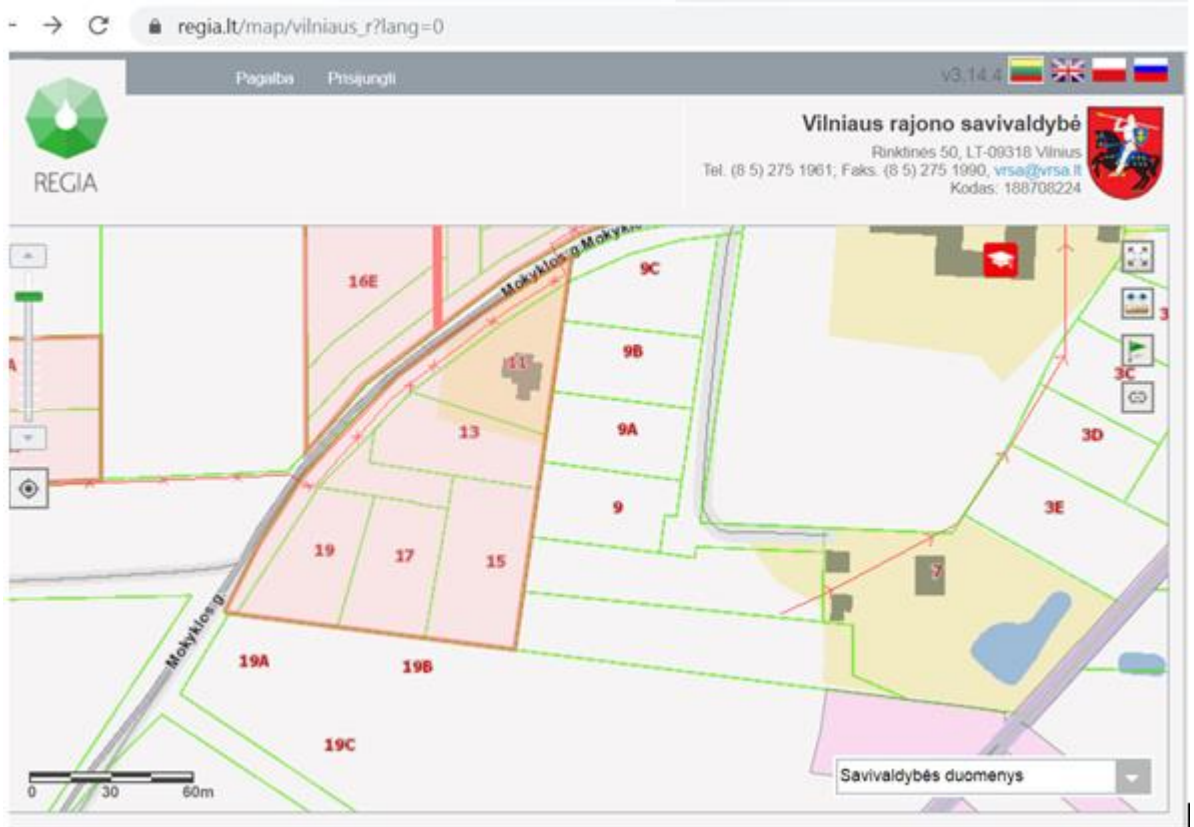 regia.lt/map/vilniaus_r?lang=0
Pagalba Prisijungti
v3.14.4
REGIA
Vilniaus rajono savivaldybė
Rinktinės 50, LT-09318 Vilnius
Tel. (8 5) 275 1961; Faks. (8 5) 275 1990, vrsa@vrsa.lt
Kodas: 188708224
Mokyklos g.
9C
16E
9B
11
3C
13
9A
3D
9
3E
19
17
15
7
Mokyklos g.
19A
19B
19C
Savivaldybės duomenys
0 30 60m